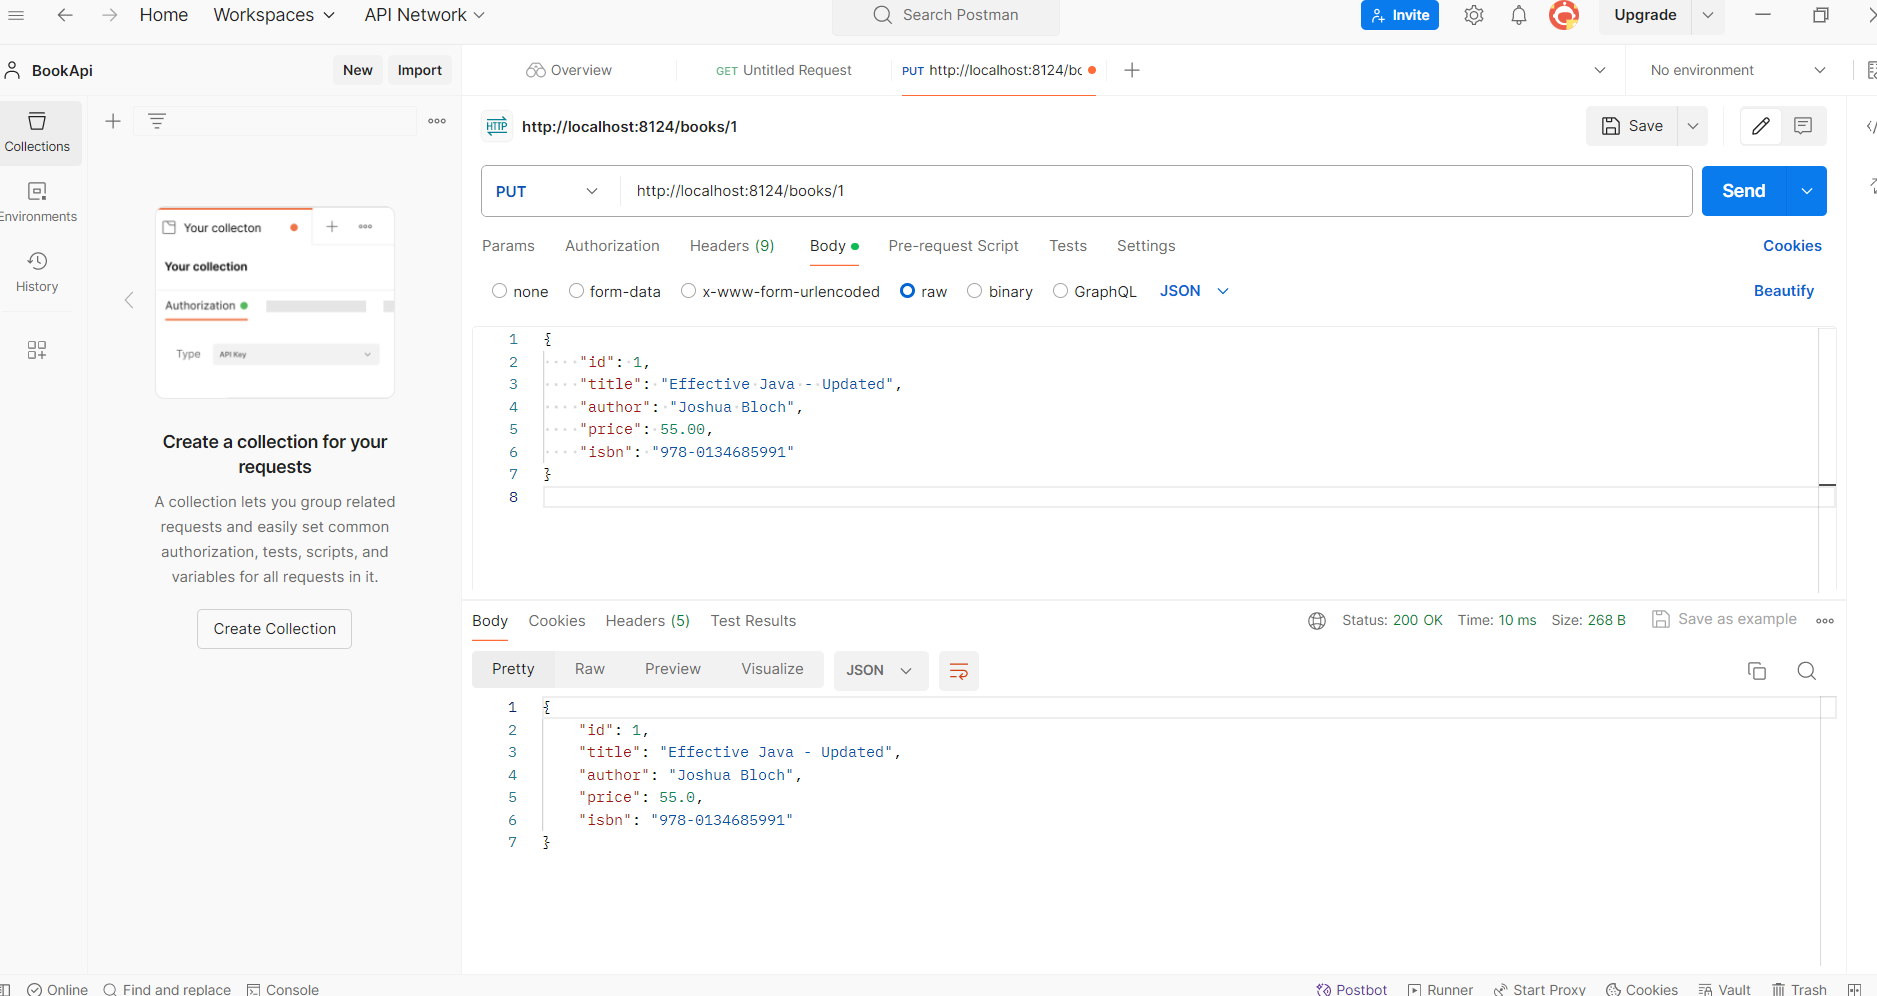 Home Workspaces API Network Search Postman Invite Upgrade
BookApi New Import Overview GET Untitled Request PUT http://localhost:8124/bo No environment
Collections
Environments
History
Your collecton
Your collection
Authorization
Type API Key
Create a collection for your
requests
A collection lets you group related
requests and easily set common
authorization, tests, scripts, and
variables for all requests in it.
Create Collection
HTTP http://localhost:8124/books/1 Save
PUT http://localhost:8124/books/1 Send
Params Authorization Headers (9) Body Pre-request Script Tests Settings Cookies
none form-data x-www-form-urlencoded raw binary GraphQL JSON Beautify
1 {
2 "id": 1,
3 "title": "Effective Java - Updated",
4 "author": "Joshua Bloch",
5 "price": 55.00,
6 "isbn": "978-0134685991"
7 }
8
Body Cookies Headers (5) Test Results Status: 200 OK Time: 10 ms Size: 268 B Save as example
Pretty Raw Preview Visualize JSON
1 {
2 "id": 1,
3 "title": "Effective Java - Updated",
4 "author": "Joshua Bloch",
5 "price": 55.0,
6 "isbn": "978-0134685991"
7 }
Online Find and replace Console Postbot Runner Start Proxy Cookies Vault Trash